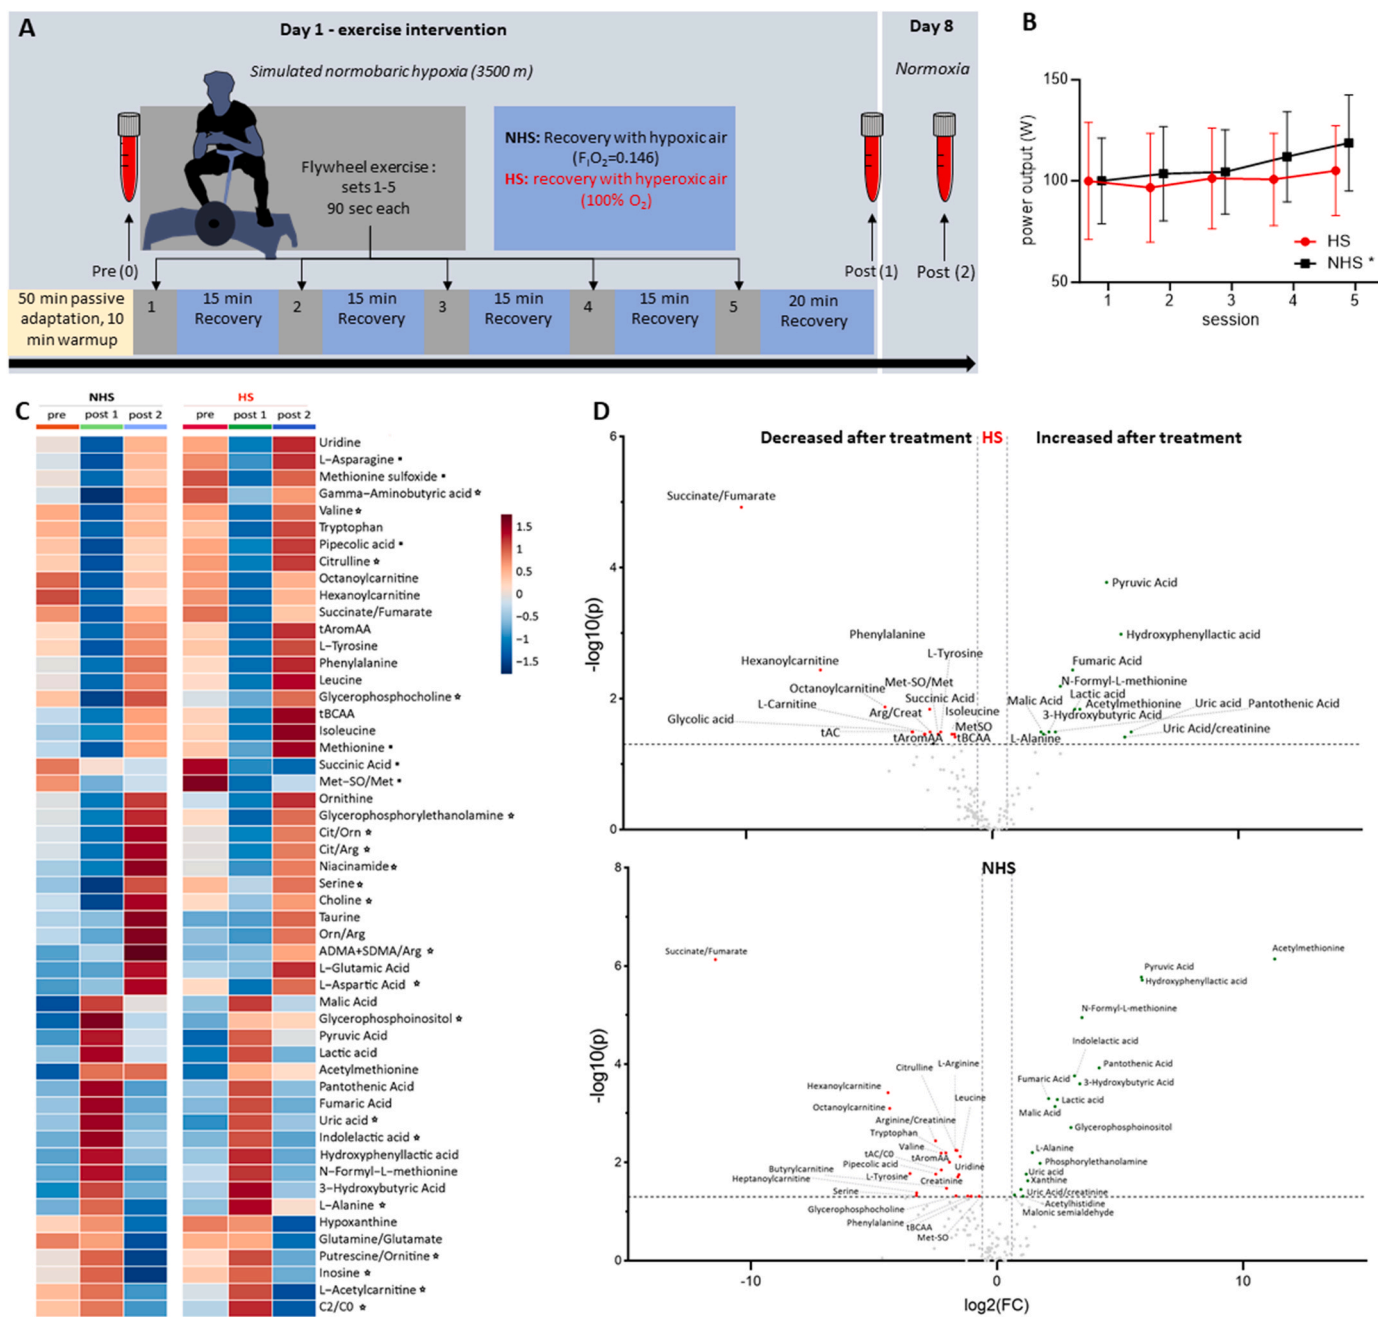 A
Day 1 - exercise intervention
Simulated normobaric hypoxia (3500 m)
Day 8
Normoxia
Flywheel exercise :
sets 1-5
90 sec each
NHS: Recovery with hypoxic air
(FIO2=0.146)
HS: recovery with hyperoxic air
(100% O2)
Pre (0)
Post (1)
Post (2)
50 min passive
adaptation, 10
min warmup
1
15 min
Recovery
2
15 min
Recovery
3
15 min
Recovery
4
15 min
Recovery
5
20 min
Recovery
B
power output (W)
150
100
50
HS
NHS *
1 2 3 4 5
session
C
NHS
HS
pre post 1 post 2
pre post 1 post 2
Uridine
L-Asparagine ▪
Methionine sulfoxide ▪
Gamma-Aminobutyric acid ✩
Valine ✩
Tryptophan
Pipecolic acid ▪
Citrulline ✩
Octanoylcarnitine
Hexanoylcarnitine
Succinate/Fumarate
tAromAA
L-Tyrosine
Phenylalanine
Leucine
Glycerophosphocholine ✩
tBCAA
Isoleucine
Methionine ▪
Succinic Acid ▪
Met-SO/Met ▪
Ornithine
Glycerophosphorylethanolamine ✩
Cit/Orn ✩
Cit/Arg ✩
Niacinamide ✩
Serine ✩
Choline ✩
Taurine
Orn/Arg
ADMA+SDMA/Arg ✩
L-Glutamic Acid
L-Aspartic Acid ✩
Malic Acid
Glycerophosphoinositol ✩
Pyruvic Acid
Lactic acid
Acetylmethionine
Pantothenic Acid
Fumaric Acid
Uric acid ✩
Indolelactic acid ✩
Hydroxyphenyllactic acid
N-Formyl-L-methionine
3-Hydroxybutyric Acid
L-Alanine ✩
Hypoxanthine
Glutamine/Glutamate
Putrescine/Ornitine ✩
Inosine ✩
L-Acetylcarnitine ✩
C2/C0 ✩
1.5
1
0.5
0
−0.5
−1
−1.5
D
Decreased after treatment
HS
Increased after treatment
-log10(p)
6
4
2
0
Succinate/Fumarate
Pyruvic Acid
Phenylalanine
Hydroxyphenyllactic acid
L-Tyrosine
Hexanoylcarnitine
Fumaric Acid
Octanoylcarnitine
Met-SO/Met
N-Formyl-L-methionine
L-Carnitine
Succinic Acid
Malic Acid
Lactic acid
Acetylmethionine
Uric acid
Pantothenic Acid
Glycolic acid
Arg/Creat
Isoleucine
3-Hydroxybutyric Acid
tAC
MetSO
tAromAA
tBCAA
L-Alanine
Uric Acid/creatinine
NHS
-log10(p)
8
6
4
2
0
Succinate/Fumarate
Acetylmethionine
Pyruvic Acid
Hydroxyphenyllactic acid
N-Formyl-L-methionine
Indolelactic acid
Citrulline
L-Arginine
Pantothenic Acid
Hexanoylcarnitine
Fumaric Acid
3-Hydroxybutyric Acid
Leucine
Octanoylcarnitine
Lactic acid
Malic Acid
Arginine/Creatinine
Glycerophosphoinositol
Tryptophan
Valine
L-Alanine
tAC/C0
tAromAA
Pipecolic acid
Uridine
Phosphorylethanolamine
Butyrylcarnitine
Heptanoylcarnitine
L-Tyrosine
Creatinine
Uric acid
Xanthine
Serine
Uric Acid/creatinine
Glycerophosphocholine
Acetylhistidine
Phenylalanine
tBCAA
Malonic semialdehyde
Met-SO
-10
0
10
log2(FC)